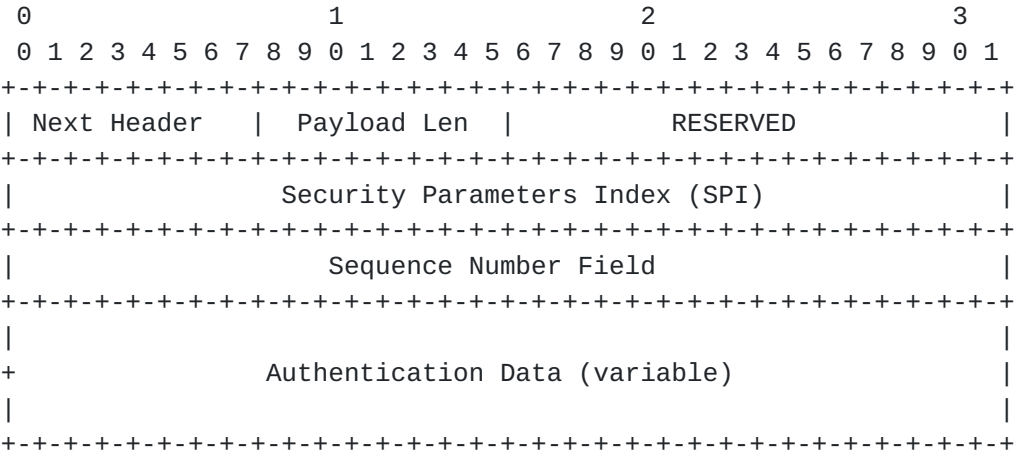 0                   1                   2                   3
 0 1 2 3 4 5 6 7 8 9 0 1 2 3 4 5 6 7 8 9 0 1 2 3 4 5 6 7 8 9 0 1
+-+-+-+-+-+-+-+-+-+-+-+-+-+-+-+-+-+-+-+-+-+-+-+-+-+-+-+-+-+-+-+-+
| Next Header   |  Payload Len  |          RESERVED             |
+-+-+-+-+-+-+-+-+-+-+-+-+-+-+-+-+-+-+-+-+-+-+-+-+-+-+-+-+-+-+-+-+
|                 Security Parameters Index (SPI)               |
+-+-+-+-+-+-+-+-+-+-+-+-+-+-+-+-+-+-+-+-+-+-+-+-+-+-+-+-+-+-+-+-+
|                    Sequence Number Field                      |
+-+-+-+-+-+-+-+-+-+-+-+-+-+-+-+-+-+-+-+-+-+-+-+-+-+-+-+-+-+-+-+-+
|                                                               |
+                Authentication Data (variable)                 |
|                                                               |
+-+-+-+-+-+-+-+-+-+-+-+-+-+-+-+-+-+-+-+-+-+-+-+-+-+-+-+-+-+-+-+-+